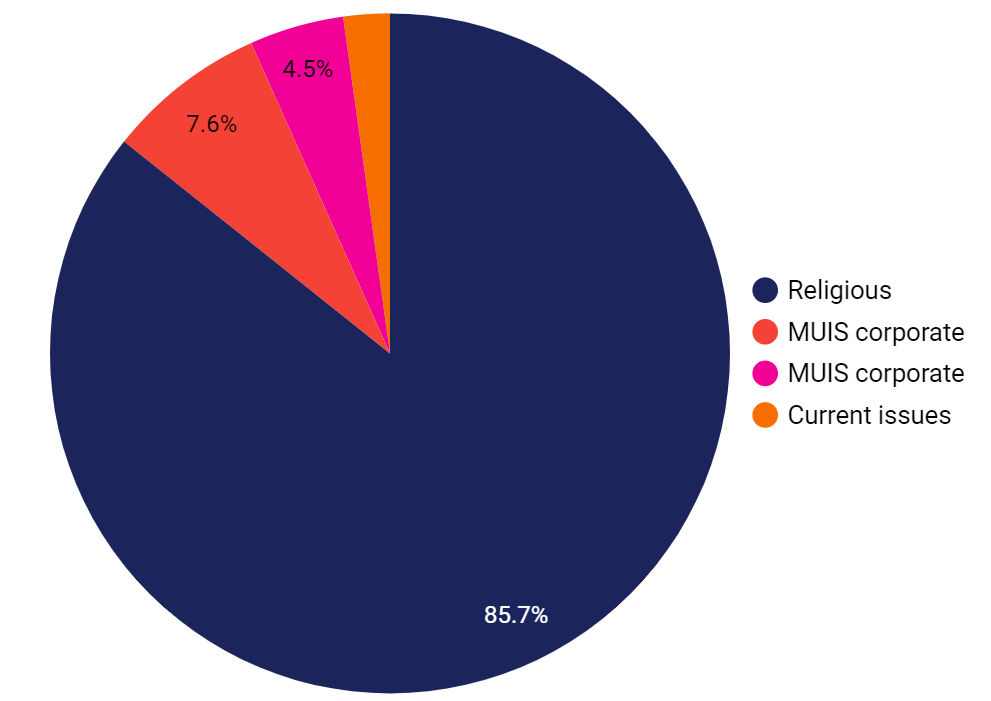 4.5%
7.6%
85.7%
Religious
MUIS corporate
MUIS corporate
Current issues